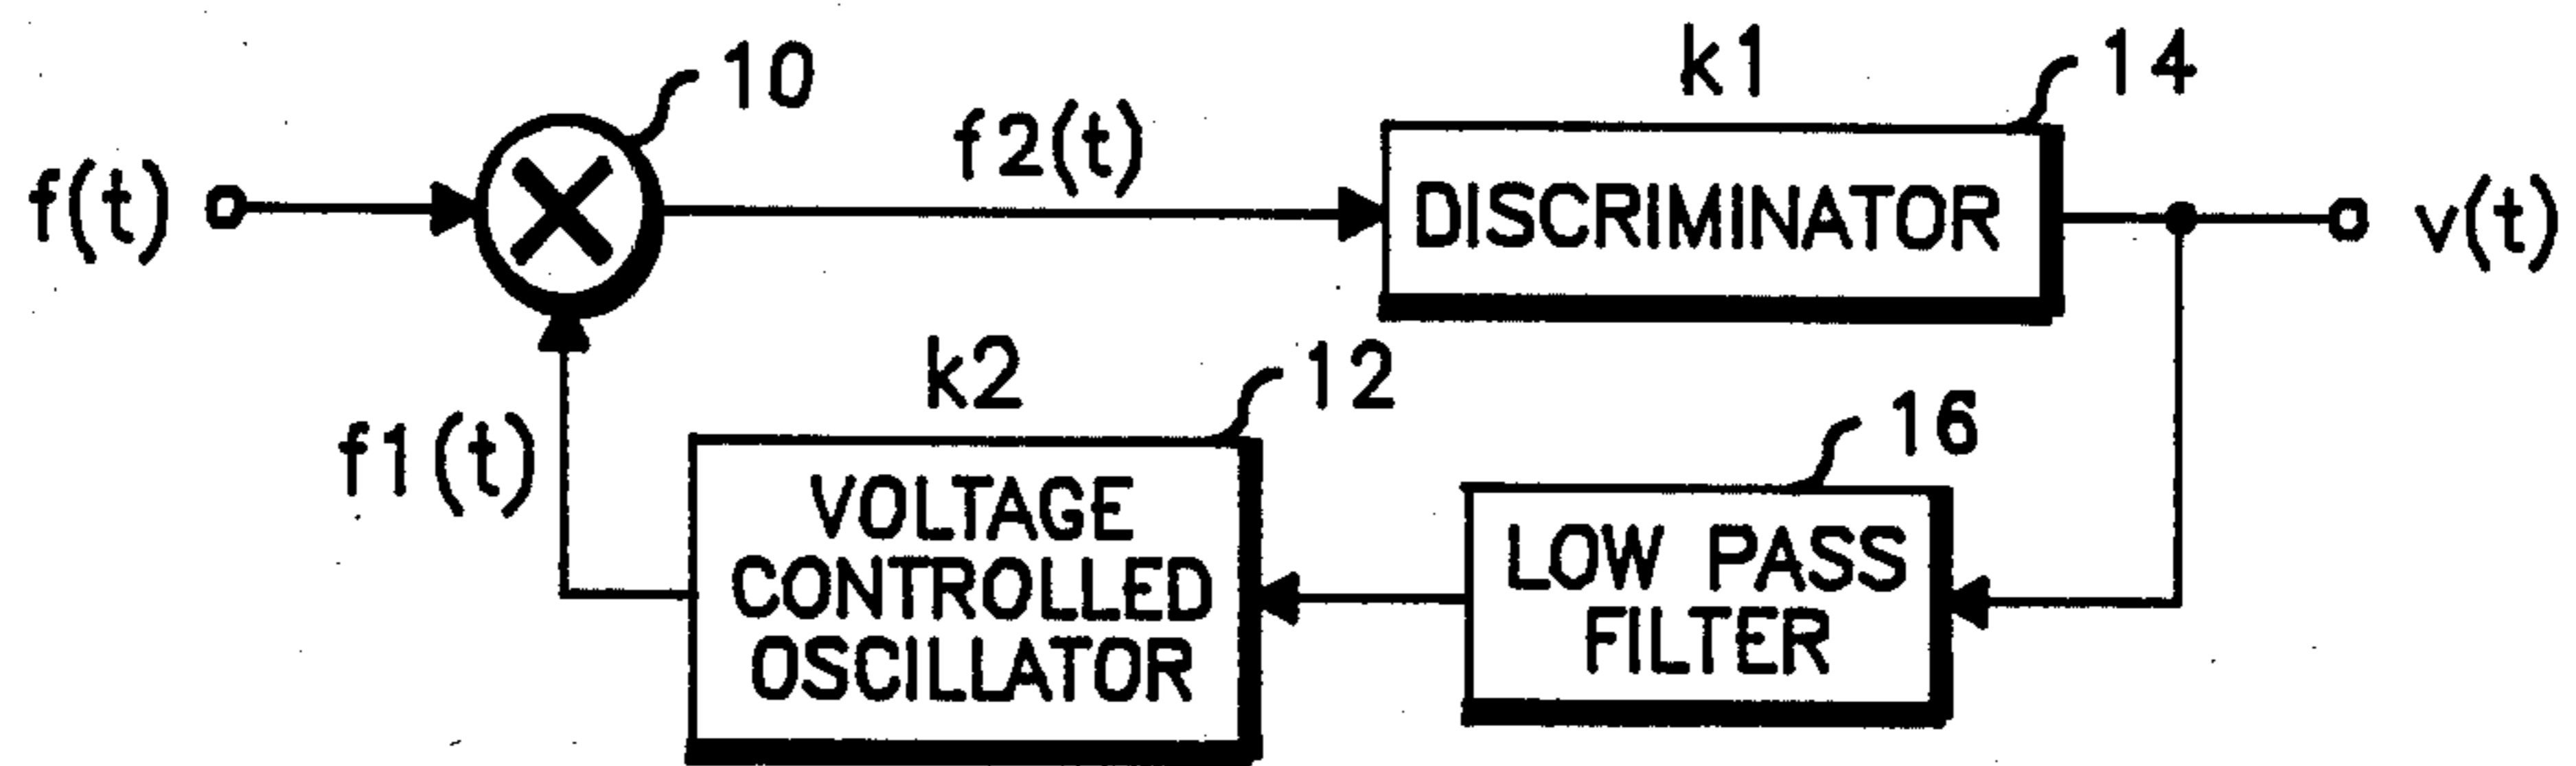 10
k1
14
f(t)
f2(t)
DISCRIMINATOR
v(t)
k2
12
f1(t)
16
VOLTAGE
CONTROLLED
OSCILLATOR
LOW PASS
FILTER